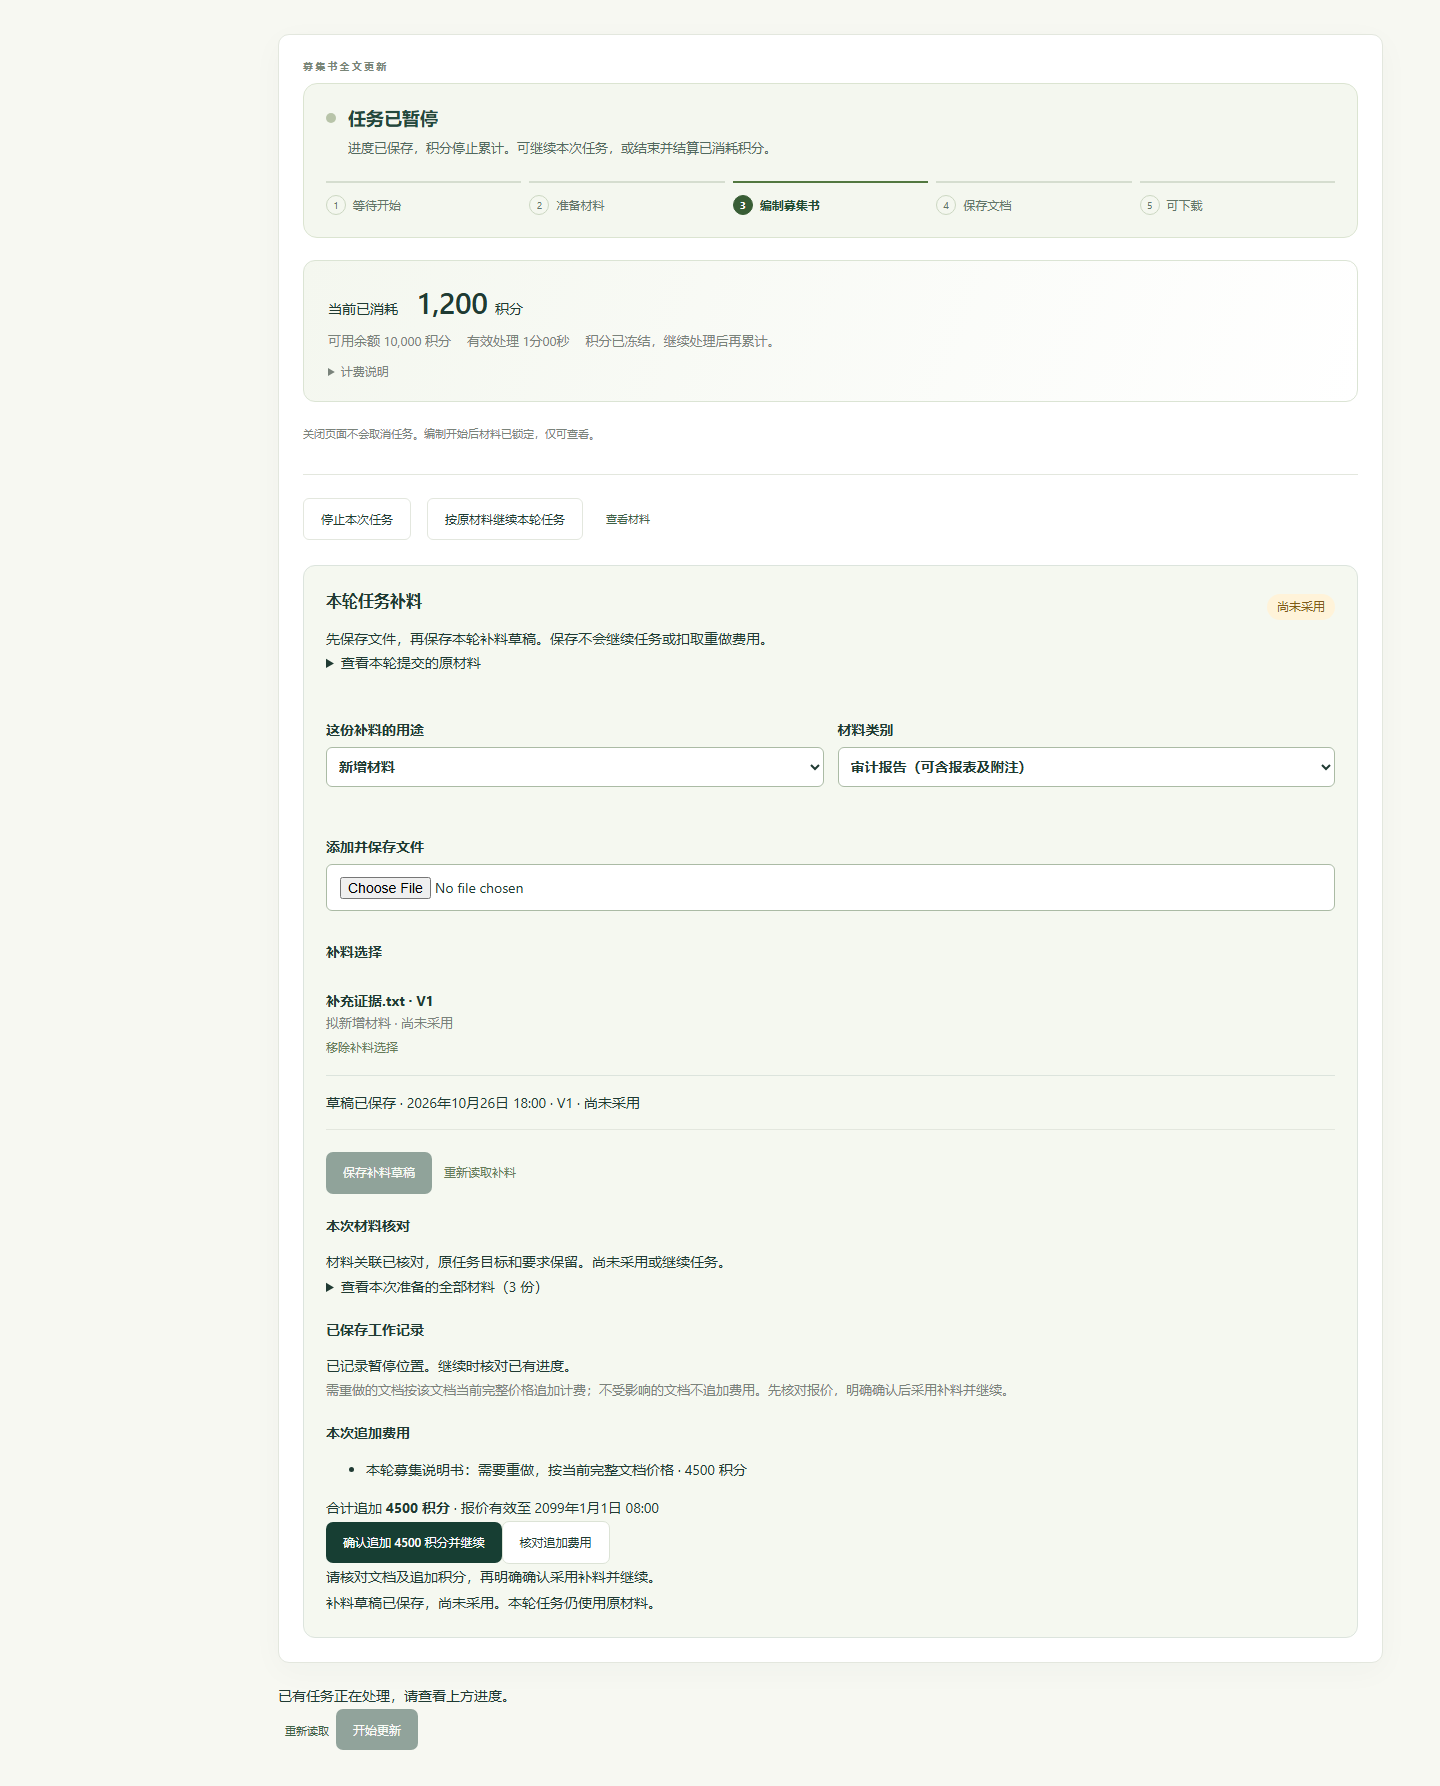 募集书全文更新
任务已暂停
进度已保存，积分停止累计。可继续本次任务，或结束并结算已消耗积分。
1 等待开始
2 准备材料
3 编制募集书
4 保存文档
5 可下载
当前已消耗 1,200 积分
可用余额 10,000 积分 有效处理 1分00秒 积分已冻结，继续处理后再累计。
▶ 计费说明
关闭页面不会取消任务。编制开始后材料已锁定，仅可查看。
停止本次任务 按原材料继续本轮任务 查看材料
本轮任务补料
尚未采用
先保存文件，再保存本轮补料草稿。保存不会继续任务或扣取重做费用。
▶ 查看本轮提交的原材料
这份补料的用途
新增材料
材料类别
审计报告（可含报表及附注）
添加并保存文件
Choose File No file chosen
补料选择
补充证据.txt · V1
拟新增材料 · 尚未采用
移除补料选择
草稿已保存 · 2026年10月26日 18:00 · V1 · 尚未采用
保存补料草稿 重新读取补料
本次材料核对
材料关联已核对，原任务目标和要求保留。尚未采用或继续任务。
▶ 查看本次准备的全部材料（3 份）
已保存工作记录
已记录暂停位置。继续时核对已有进度。
需重做的文档按该文档当前完整价格追加计费；不受影响的文档不追加费用。先核对报价，明确确认后采用补料并继续。
本次追加费用
• 本轮募集说明书：需要重做，按当前完整文档价格 · 4500 积分
合计追加 4500 积分 · 报价有效至 2099年1月1日 08:00
确认追加 4500 积分并继续 核对追加费用
请核对文档及追加积分，再明确确认采用补料并继续。
补料草稿已保存，尚未采用。本轮任务仍使用原材料。
已有任务正在处理，请查看上方进度。
重新读取 开始更新